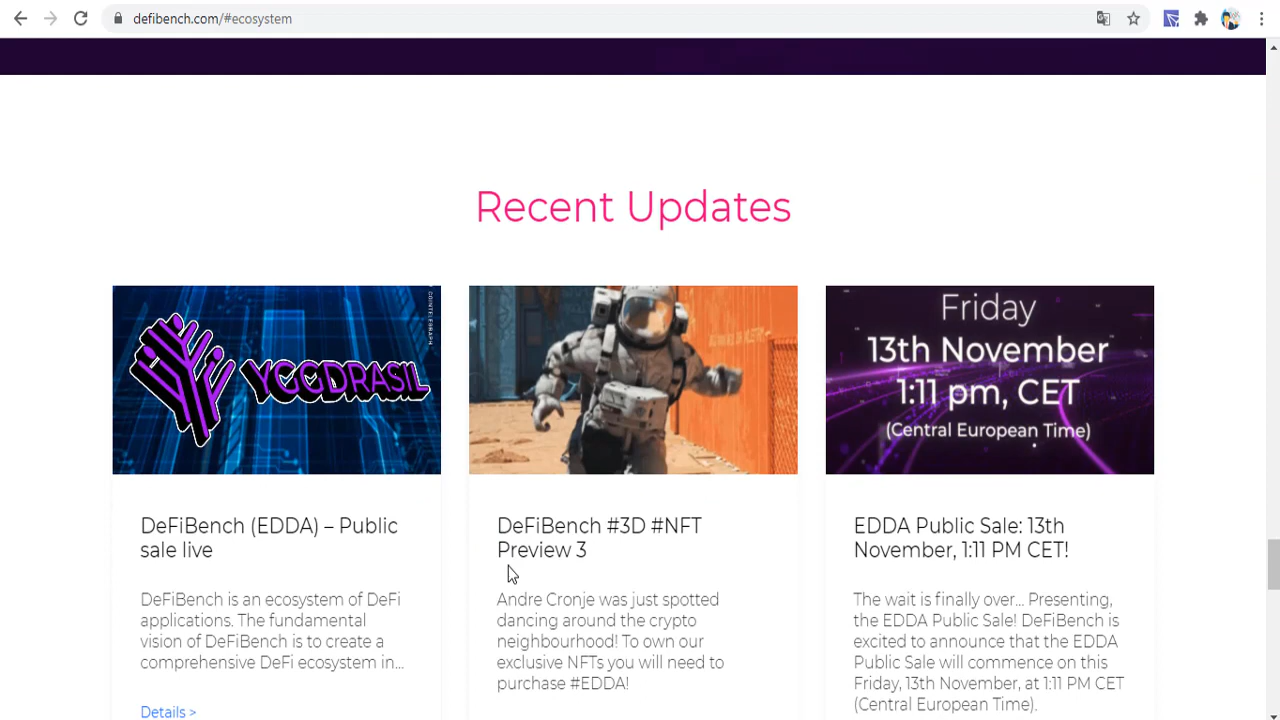 defibench.com/#ecosystem
Recent Updates
COINTELEGRAPH
YGGDRASIL
Friday
13th November
1:11 pm, CET
(Central European Time)
DeFiBench (EDDA) – Public
sale live
DeFiBench is an ecosystem of DeFi
applications. The fundamental
vision of DeFiBench is to create a
comprehensive DeFi ecosystem in...
Details >
DeFiBench #3D #NFT
Preview 3
Andre Cronje was just spotted
dancing around the crypto
neighbourhood! To own our
exclusive NFTs you will need to
purchase #EDDA!
EDDA Public Sale: 13th
November, 1:11 PM CET!
The wait is finally over... Presenting,
the EDDA Public Sale! DeFiBench is
excited to announce that the EDDA
Public Sale will commence on this
Friday, 13th November, at 1:11 PM CET
(Central European Time).